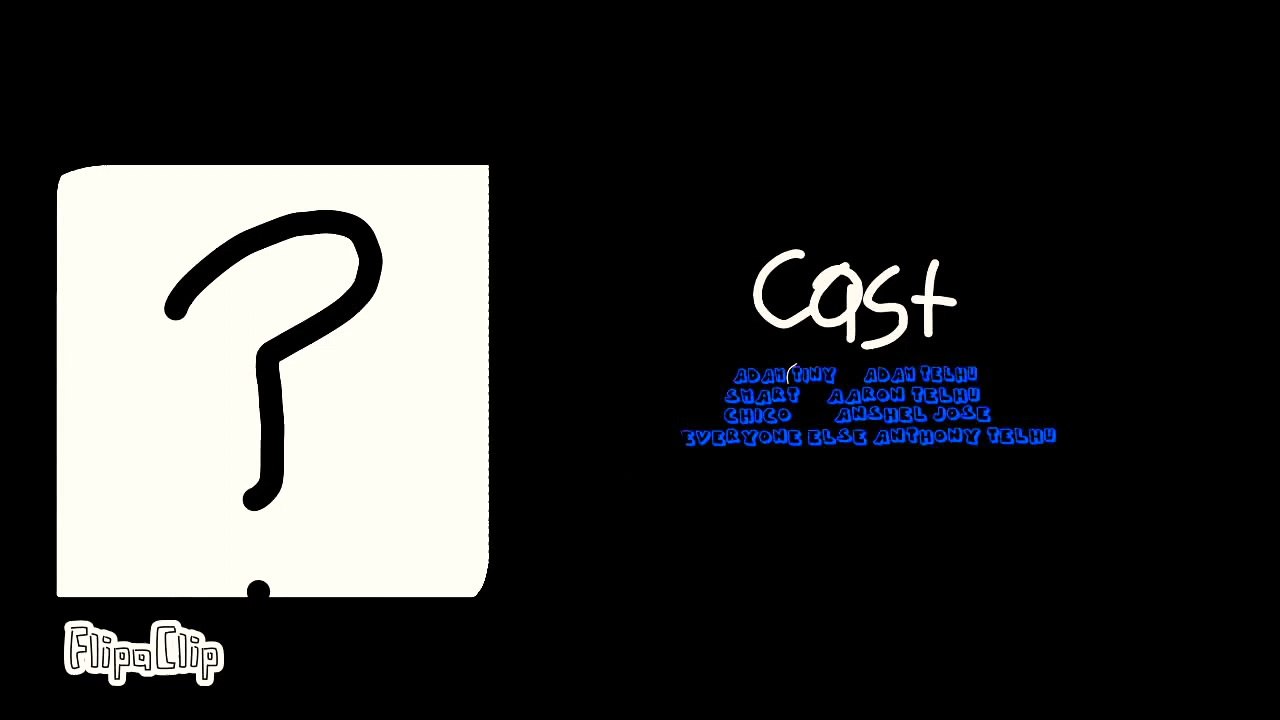 ?
Cast
ADAM TINY ADAM TELHU
SMART AARON TELHU
CHICO ANSHEL JOSE
EVERYONE ELSE ANTHONY TELHU
FlipaClip